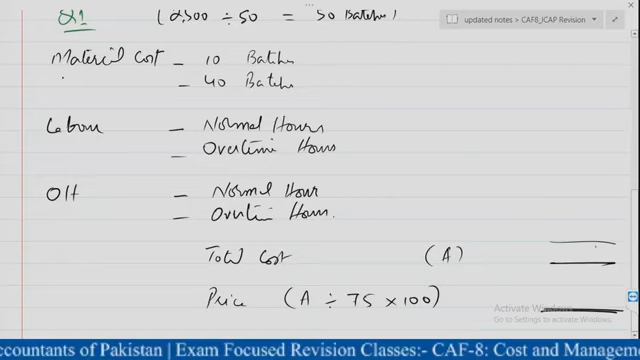 Q1 (2,500 ÷ 50 = 50 Batches)
updated notes > CAF8_ICAP Revision
Material Cost - 10 Batches
- 40 Batches
Labour - Normal Hours
- Overtime Hours
OH - Normal Hour
- Overtime Hours.
Total Cost (A)
Price (A ÷ 75 × 100)
Activate Windows
Go to Settings to activate Windows.
ccountants of Pakistan | Exam Focused Revision Classes:- CAF-8: Cost and Managem